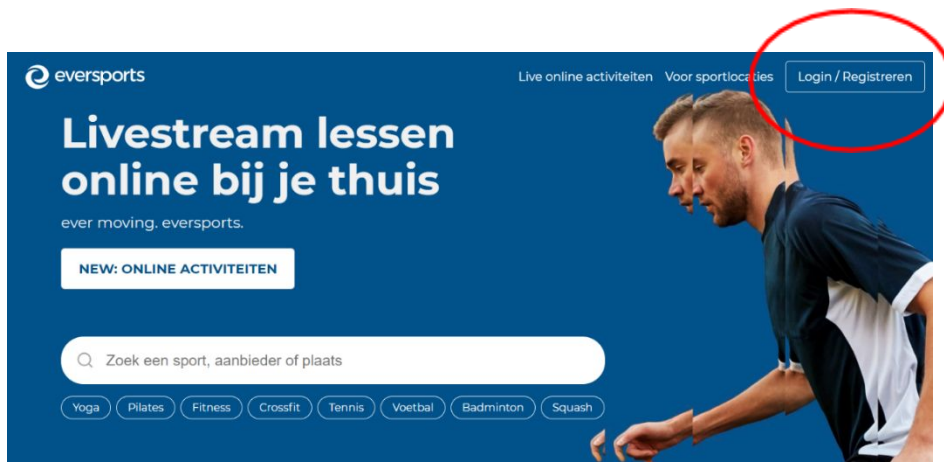 eversports
Live online activiteiten
Voor sportlocaties
Login / Registreren
Livestream lessen
online bij je thuis
ever moving. eversports.
NEW: ONLINE ACTIVITEITEN
Zoek een sport, aanbieder of plaats
Yoga
Pilates
Fitness
Crossfit
Tennis
Voetbal
Badminton
Squash